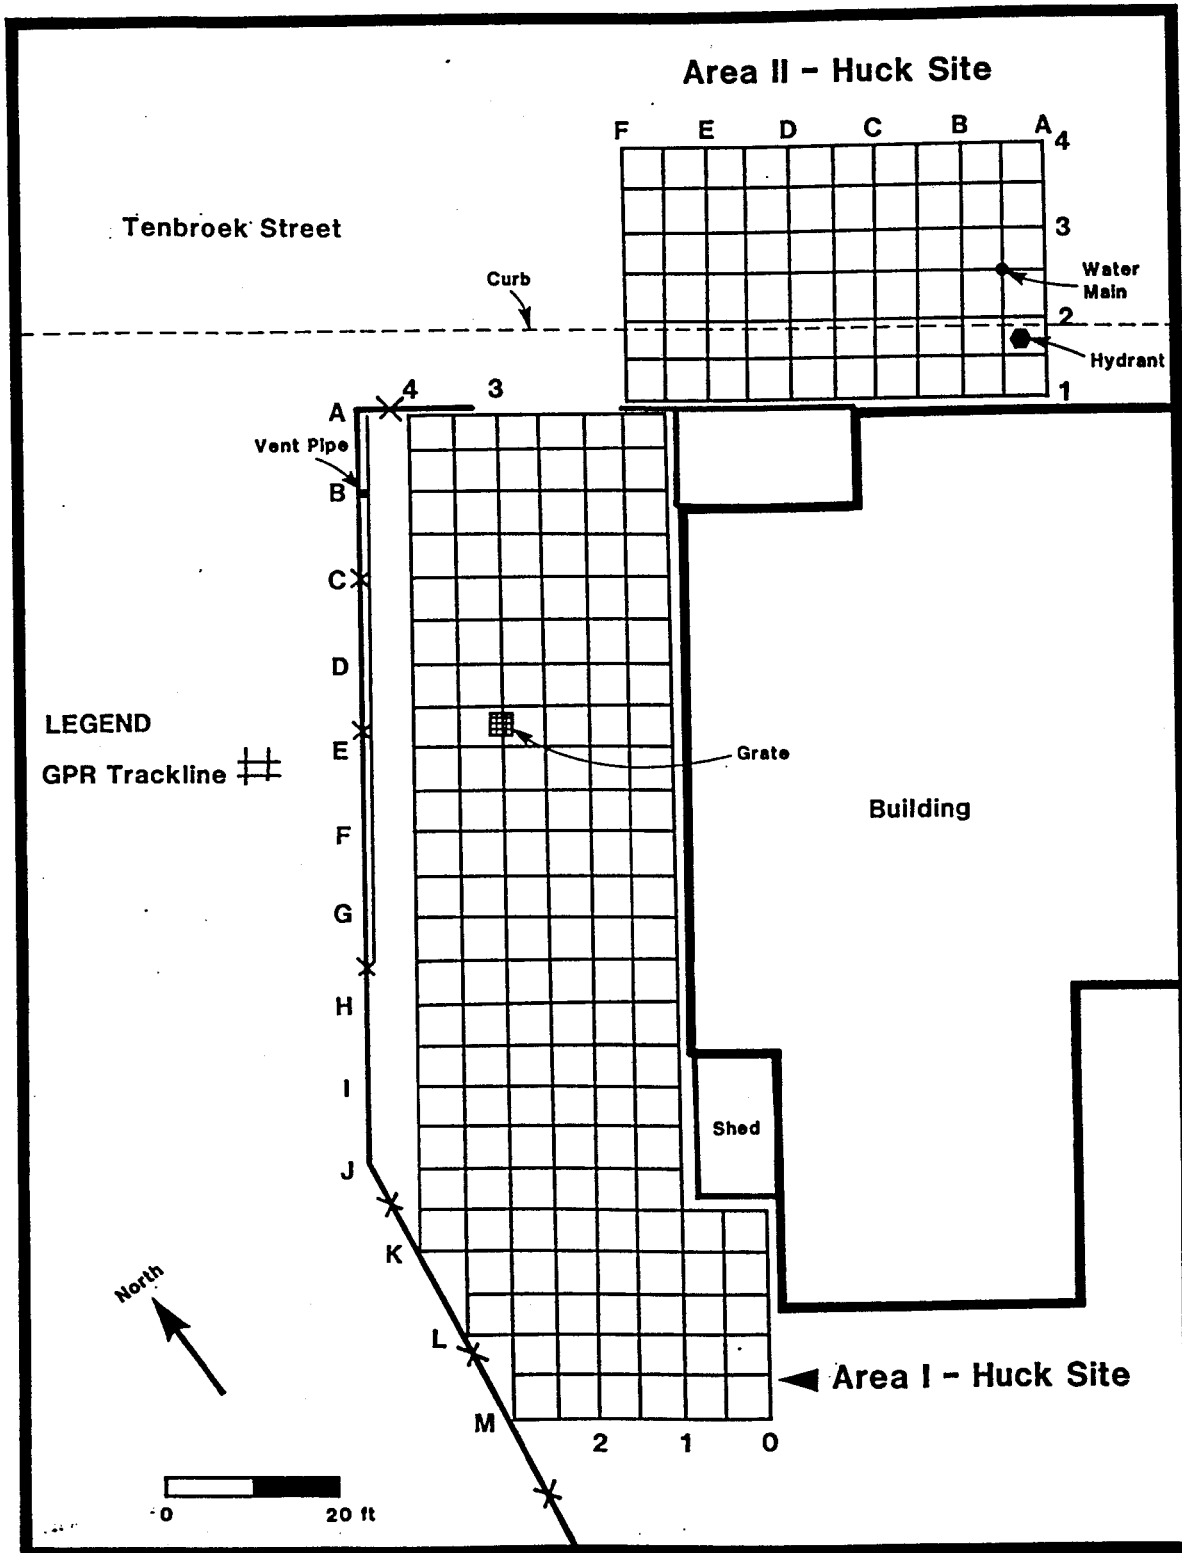 Area II - Huck Site
F E D C B A
4
Tenbroek Street
3
Water
Main
Curb
2
Hydrant
1
4 3
A
Vent Pipe
B
C
D
LEGEND
E
Grate
GPR Trackline
Building
F
G
H
I
Shed
J
K
North
L
Area I - Huck Site
M
2 1 0
0 20 ft